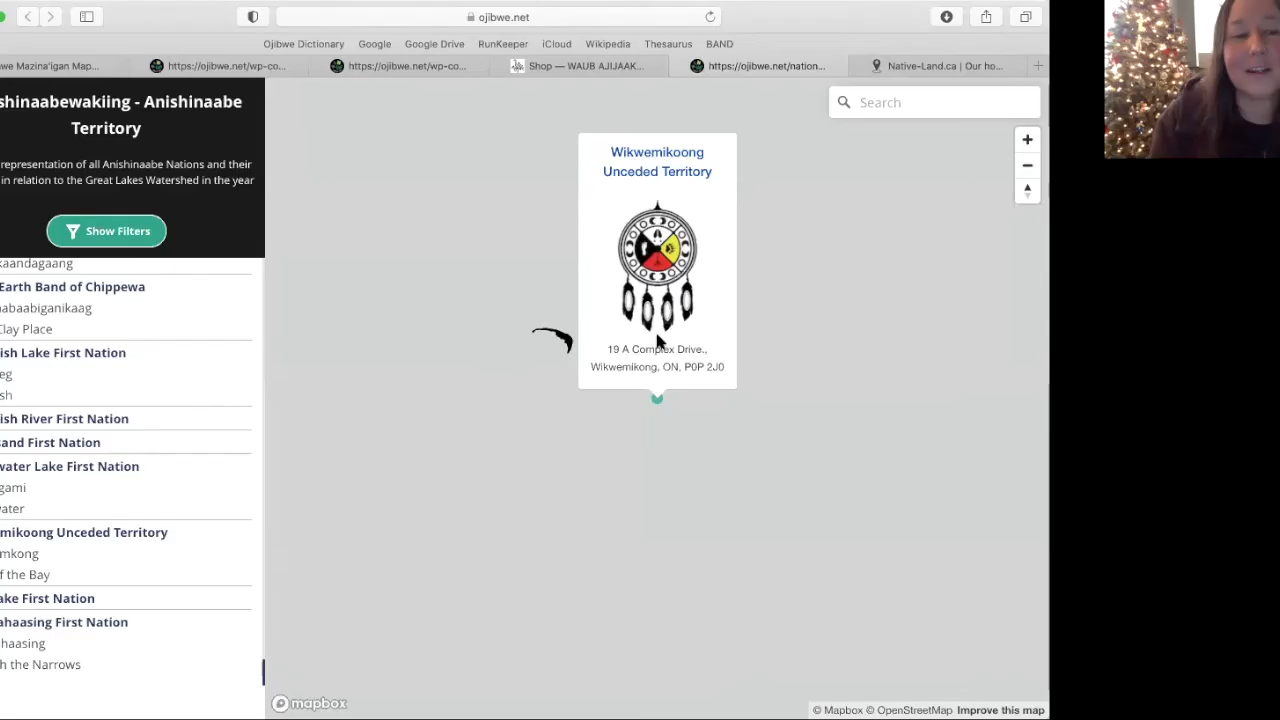 ojibwe.net
Ojibwe Dictionary Google Google Drive RunKeeper iCloud Wikipedia Thesaurus BAND
we Mazina'igan Map... https://ojibwe.net/wp-co... https://ojibwe.net/wp-co... Shop — WAUB AJIJAAK... https://ojibwe.net/nation... Native-Land.ca | Our ho...
shinaabewakiing - Anishinaabe
Territory
representation of all Anishinaabe Nations and their
in relation to the Great Lakes Watershed in the year
Show Filters
kaandagaang
Earth Band of Chippewa
abaabiganikaag
Clay Place
ish Lake First Nation
eg
sh
ish River First Nation
sand First Nation
water Lake First Nation
gami
water
mikoong Unceded Territory
mkong
f the Bay
ake First Nation
ahaasing First Nation
haasing
h the Narrows
Search
Wikwemikoong
Unceded Territory
19 A Complex Drive.,
Wikwemikong, ON, P0P 2J0
mapbox
© Mapbox © OpenStreetMap Improve this map